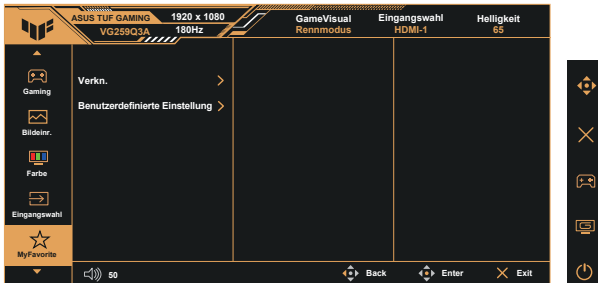 ASUS TUF GAMING 1920 x 1080
VG259Q3A 180Hz
GameVisual Eingangswahl Helligkeit
Rennmodus HDMI-1 65
Gaming
Bildeinr.
Farbe
Eingangswahl
MyFavorite
Verkn.
Benutzerdefinierte Einstellung
50 Back Enter Exit